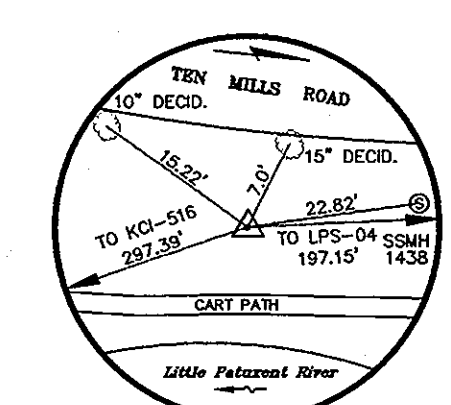 TEN MILLS ROAD
10" DECID.
15" DECID.
15.22'
7.0'
22.82'
S
TO KCI-516
297.39'
TO LPS-04
197.15'
SSMH
1438
CART PATH
Little Patuxent River